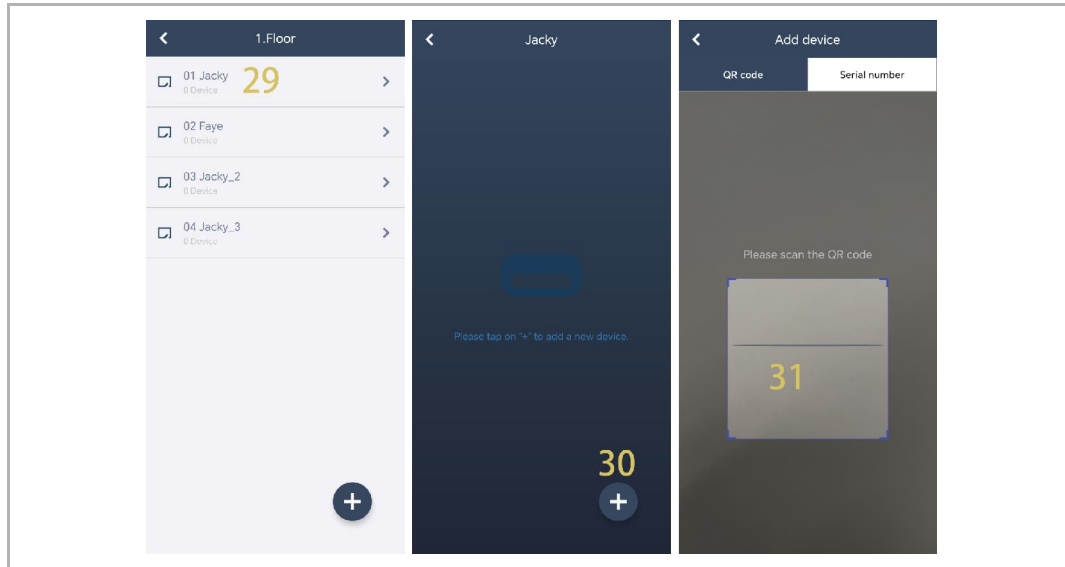 1.Floor
01 Jacky
0 Device
29
02 Faye
0 Device
03 Jacky_2
0 Device
04 Jacky_3
0 Device
Jacky
Please tap on "+" to add a new device.
30
Add device
QR code
Serial number
Please scan the QR code
31